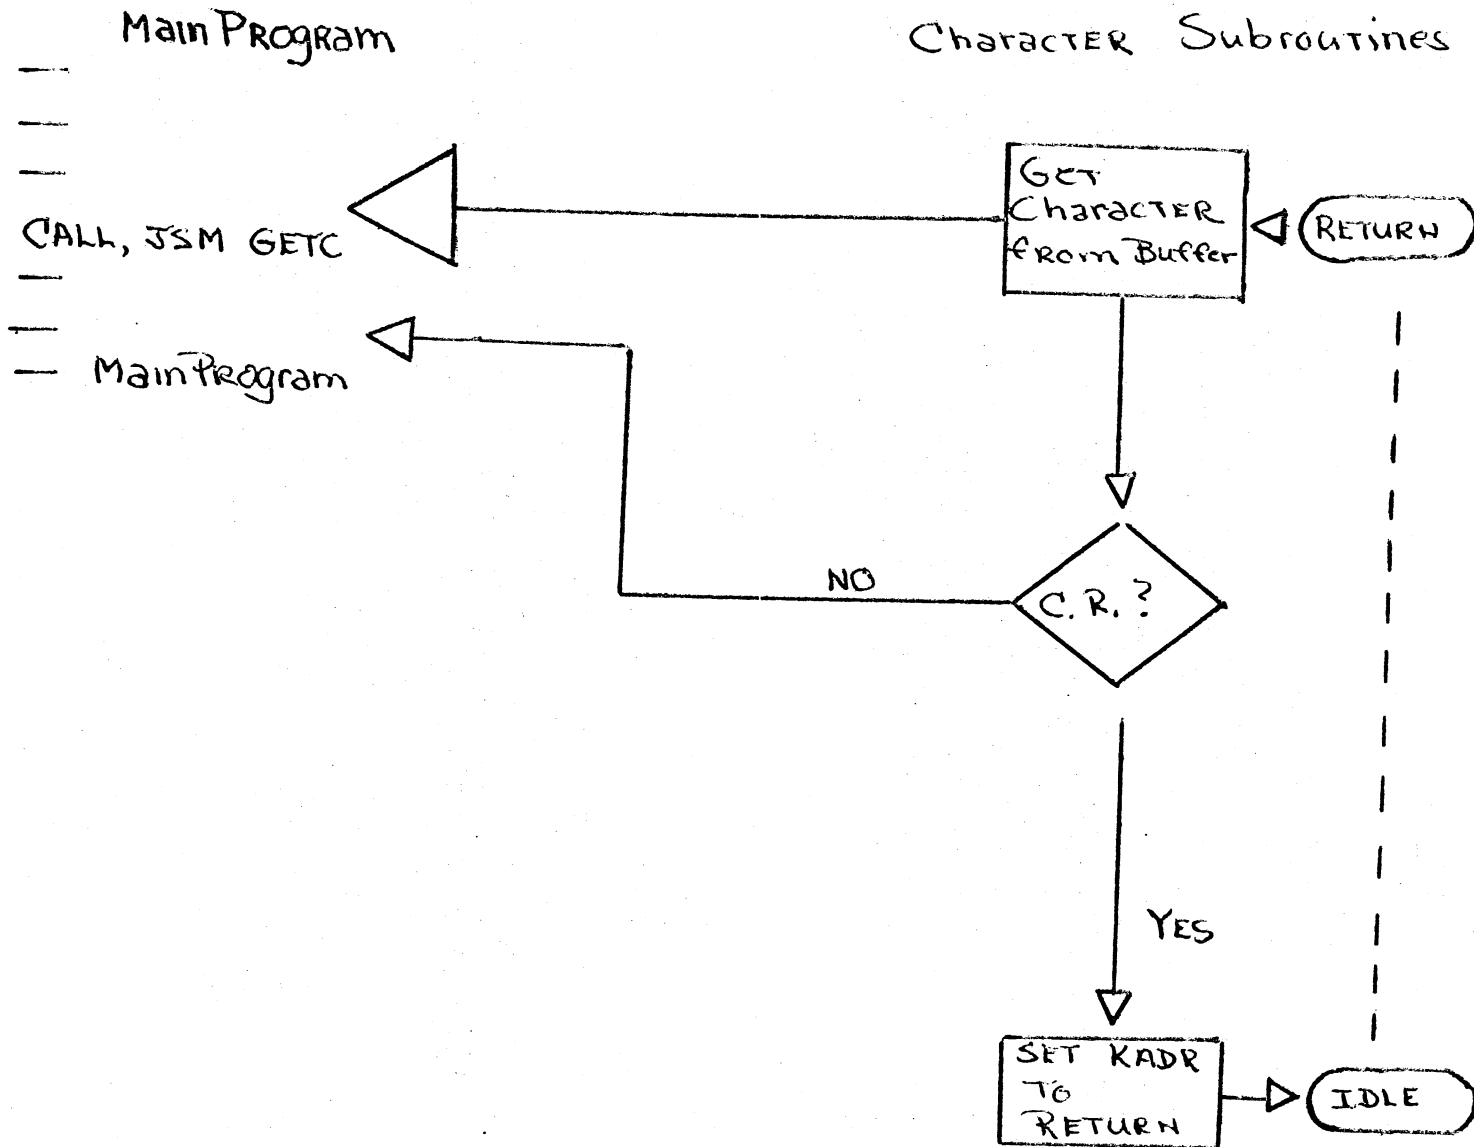 Main Program
Character Subroutines
CALL, JSM GETC
Main Program
GET
Character
from Buffer
RETURN
NO
C.R.?
YES
SET KADR
TO
RETURN
IDLE